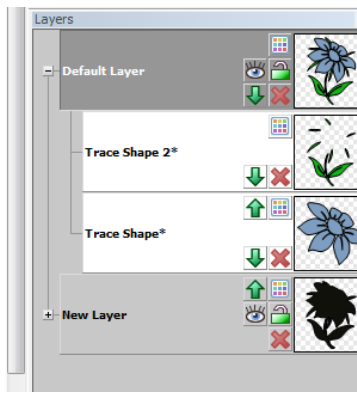 Layers
Default Layer
Trace Shape 2*
Trace Shape*
New Layer